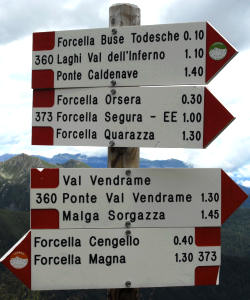 Forcella Buse Todesche 0.10
360 Laghi Val dell'Inferno 1.10
Ponte Caldenave 1.40
Forcella Orsera 0.30
373 Forcella Segura - EE 1.00
Forcella Quarazza 1.30
Val Vendrame
360 Ponte Val Vendrame 1.30
Malga Sorgazza 1.45
Forcella Cengello 0.40
Forcella Magna 1.30 373